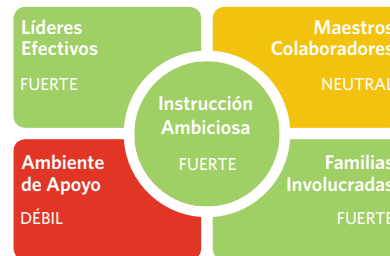 Líderes
Efectivos
FUERTE
Maestros
Colaboradores
NEUTRAL
Instrucción
Ambiciosa
FUERTE
Ambiente
de Apoyo
DÉBIL
Familias
Involucradas
FUERTE